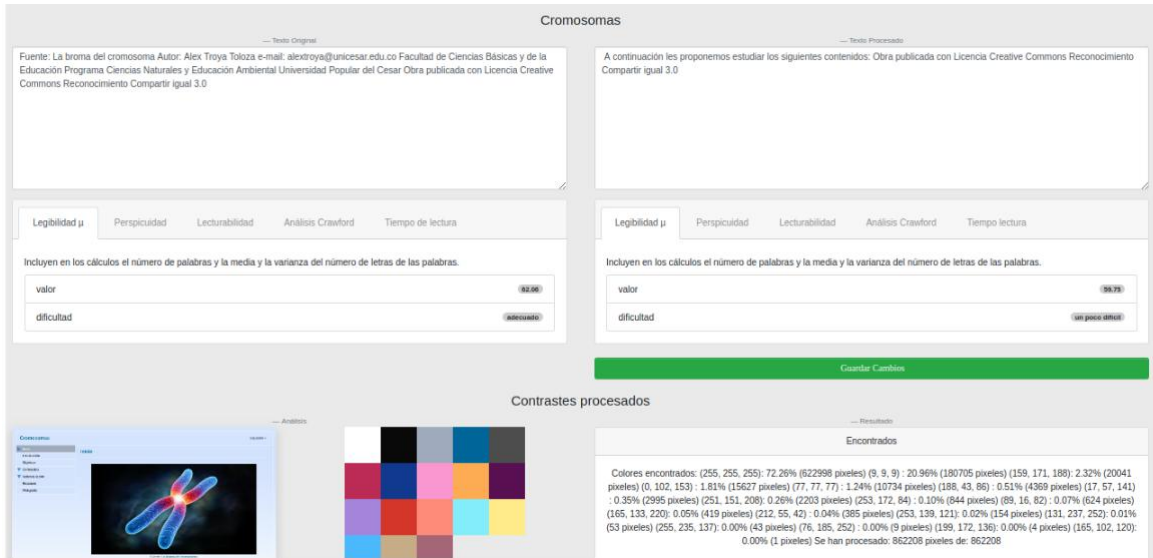 Cromosomas
— Texto Original
Fuente: La broma del cromosoma Autor: Alex Troya Toloza e-mail: alextroya@unicesar.edu.co Facultad de Ciencias Básicas y de la
Educación Programa Ciencias Naturales y Educación Ambiental Universidad Popular del Cesar Obra publicada con Licencia Creative
Commons Reconocimiento Compartir igual 3.0
— Texto Procesado
A continuación les proponemos estudiar los siguientes contenido: Obra publicada con Licencia Creative Commons Reconocimiento
Compartir igual 3.0
Legibilidad µ Perspicuidad Lecturabilidad Análisis Crawford Tiempo de lectura
Incluyen en los cálculos el número de palabras y la media y la varianza del número de letras de las palabras.
valor 62.06
dificultad adecuado
Legibilidad µ Perspicuidad Lecturabilidad Análisis Crawford Tiempo lectura
Incluyen en los cálculos el número de palabras y la media y la varianza del número de letras de las palabras.
valor 59.75
dificultad un poco difícil
Guardar Cambios
Contrastes procesados
— Análisis
Cromosomas
Inicio
— Resultado
Encontrados
Colores encontrados: (255, 255, 255): 72.26% (622998 pixeles) (9, 9, 9) : 20.96% (180705 pixeles) (159, 171, 188): 2.32% (20041
pixeles) (0, 102, 153) : 1.81% (15627 pixeles) (77, 77, 77) : 1.24% (10734 pixeles) (188, 43, 86) : 0.51% (4369 pixeles) (17, 57, 141)
: 0.35% (2995 pixeles) (251, 151, 208): 0.26% (2203 pixeles) (253, 172, 84) : 0.10% (844 pixeles) (89, 16, 82) : 0.07% (624 pixeles)
(165, 133, 220): 0.05% (419 pixeles) (212, 55, 42) : 0.04% (385 pixeles) (253, 139, 121): 0.02% (154 pixeles) (131, 237, 252): 0.01%
(53 pixeles) (255, 235, 137): 0.00% (43 pixeles) (76, 185, 252) : 0.00% (9 pixeles) (199, 172, 136): 0.00% (4 pixeles) (165, 102, 120):
0.00% (1 pixeles) Se han procesado: 862208 pixeles de: 862208